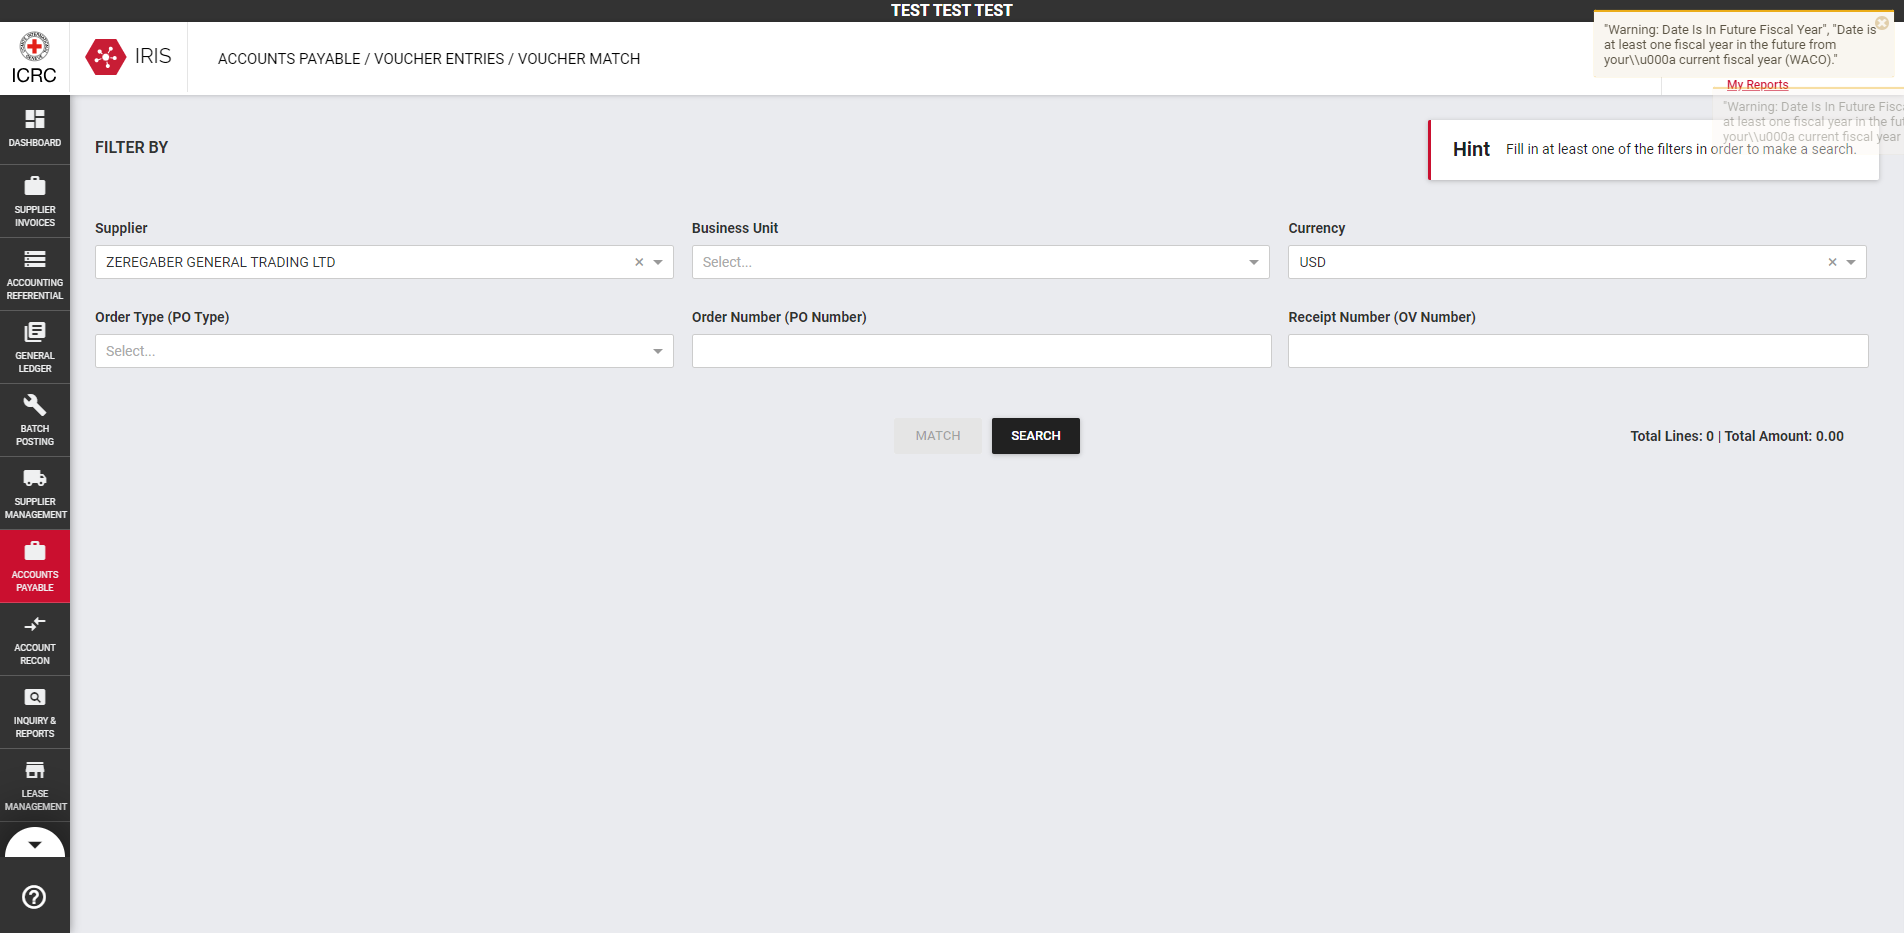 TEST TEST TEST
ICRC
IRIS
ACCOUNTS PAYABLE / VOUCHER ENTRIES / VOUCHER MATCH
"Warning: Date Is In Future Fiscal Year", "Date is
at least one fiscal year in the future from
your\\u000a current fiscal year (WACO)."
My Reports
"Warning: Date Is In Future Fisca
at least one fiscal year in the fut
your\\u000a current fiscal year
DASHBOARD
SUPPLIER
INVOICES
ACCOUNTING
REFERENTIAL
GENERAL
LEDGER
BATCH
POSTING
SUPPLIER
MANAGEMENT
ACCOUNTS
PAYABLE
ACCOUNT
RECON
INQUIRY &
REPORTS
LEASE
MANAGEMENT
FILTER BY
Hint Fill in at least one of the filters in order to make a search.
Supplier
ZEREGABER GENERAL TRADING LTD
Business Unit
Select...
Currency
USD
Order Type (PO Type)
Select...
Order Number (PO Number)
Receipt Number (OV Number)
MATCH
SEARCH
Total Lines: 0 | Total Amount: 0.00